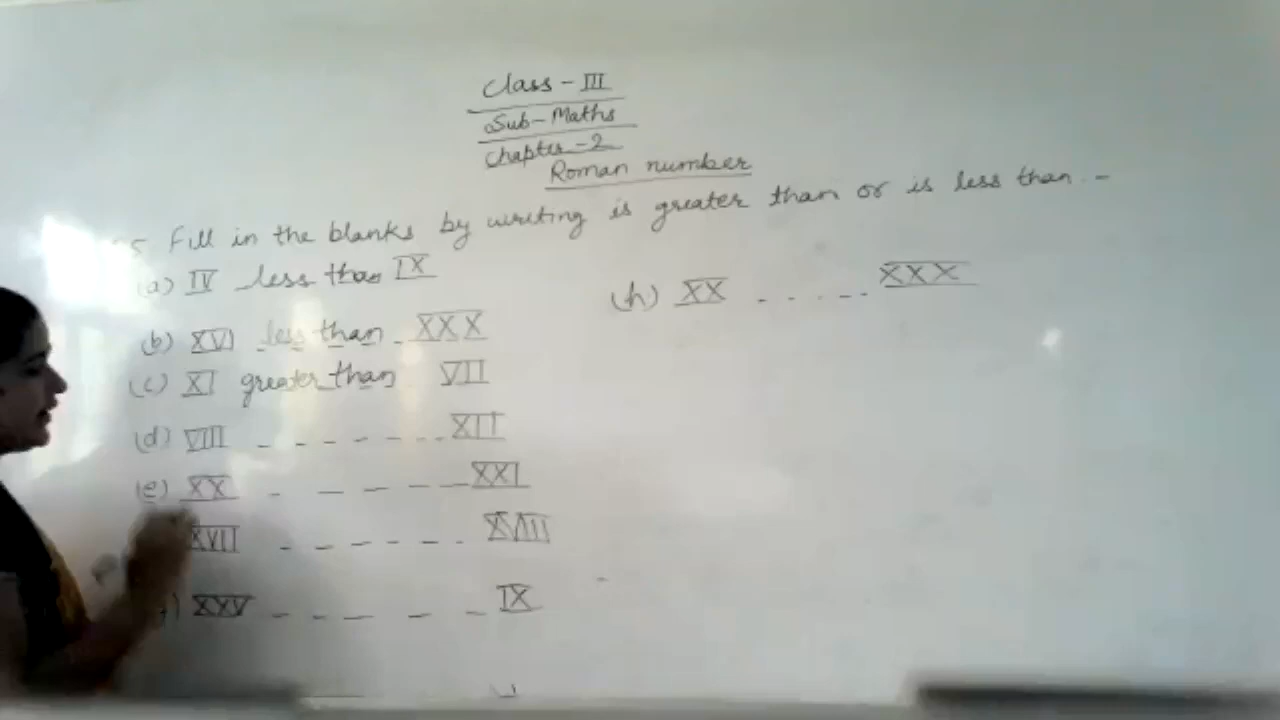 Class - III
Sub - Maths
Chapter - 2
Roman number
5 Fill in the blanks by writing is greater than or is less than. -
(a) IV less than IX
(b) XVI less than XXX
(c) XI greater than VII
(d) VIII _ _ _ _ _ _ XII
(e) XX _ _ _ _ _ XXI
XVII _ _ _ _ _ _ XVIII
) XXV _ _ _ _ _ _ IX
(h) XX . . . . . XXX